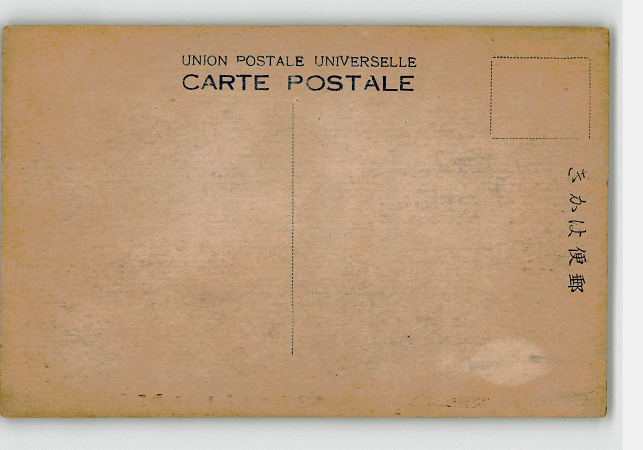 UNION POSTALE UNIVERSELLE
CARTE POSTALE
きかは便郵